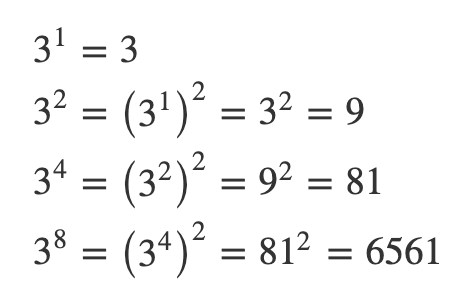 3¹ = 3
3² = (3¹)² = 3² = 9
3⁴ = (3²)² = 9² = 81
3⁸ = (3⁴)² = 81² = 6561